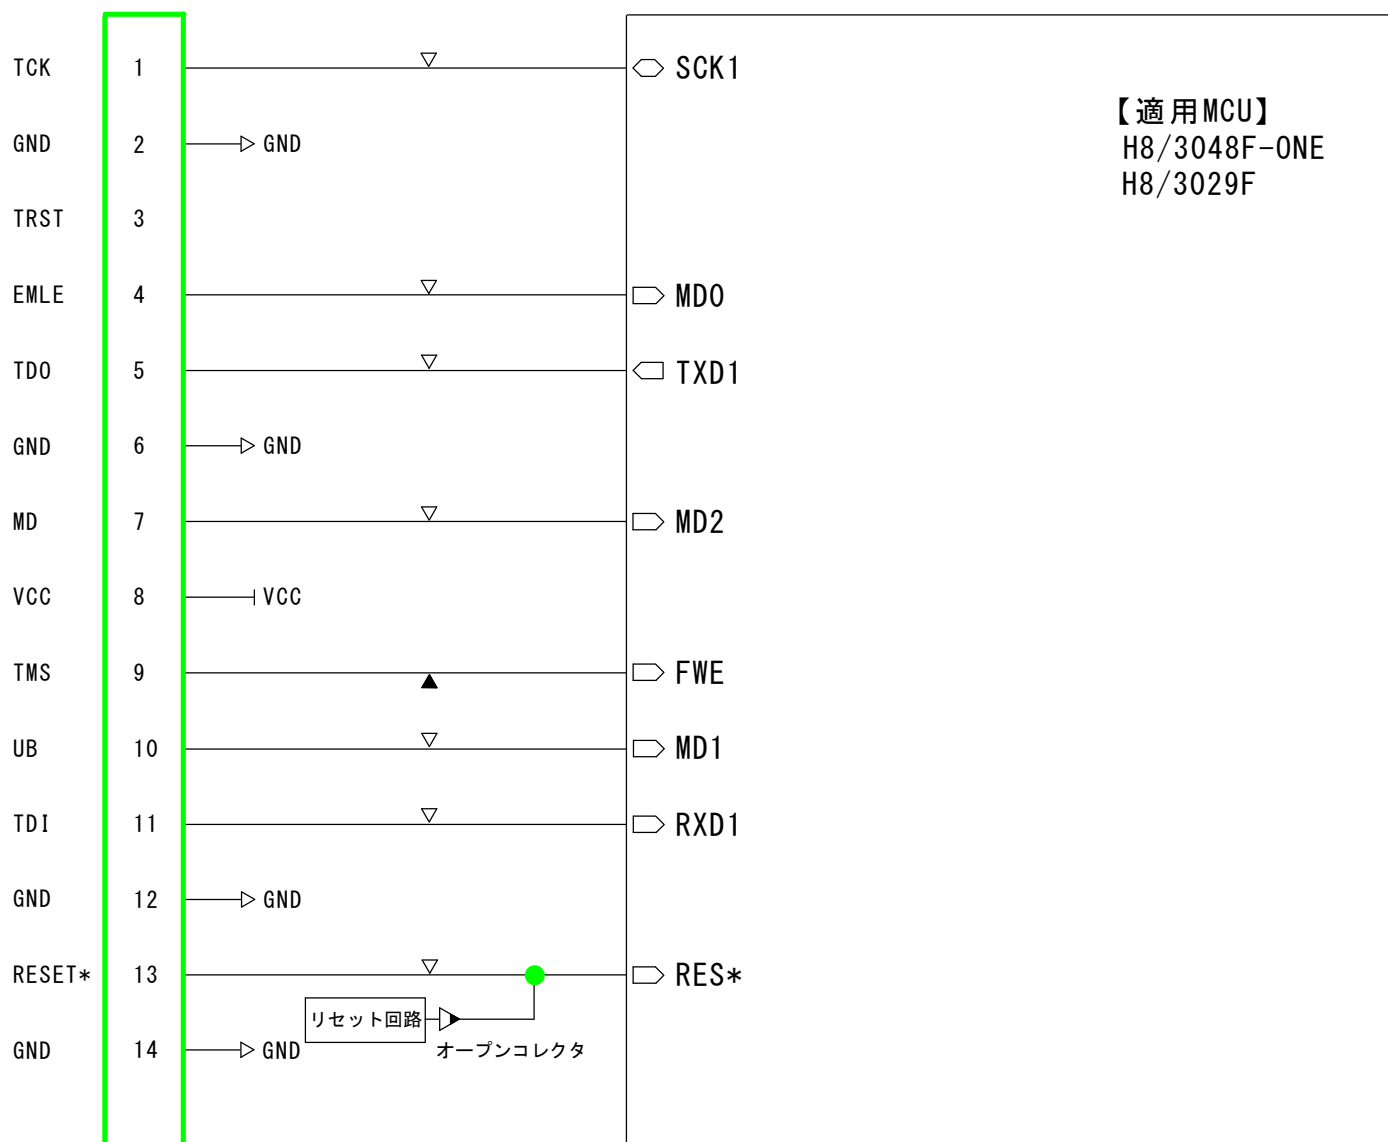 TCK 1 SCK1
【適用MCU】
GND 2 GND
H8/3048F-ONE
H8/3029F
TRST 3
EMLE 4 MD0
TDO 5 TXD1
GND 6 GND
MD 7 MD2
VCC 8 VCC
TMS 9 FWE
UB 10 MD1
TDI 11 RXD1
GND 12 GND
RESET* 13 RES*
リセット回路
GND 14 GND
オープンコレクタ